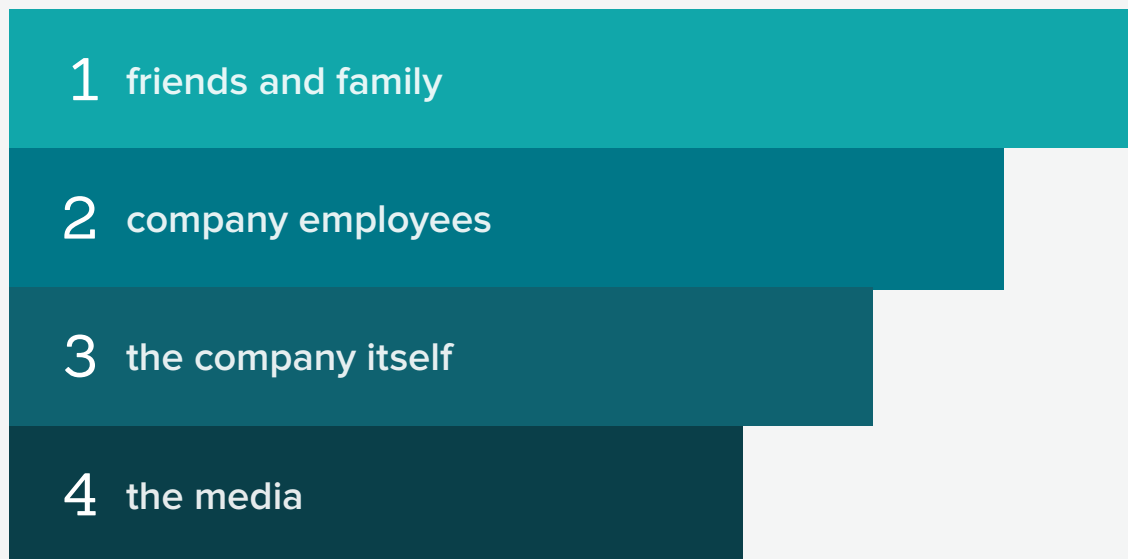 1 friends and family
2 company employees
3 the company itself
4 the media